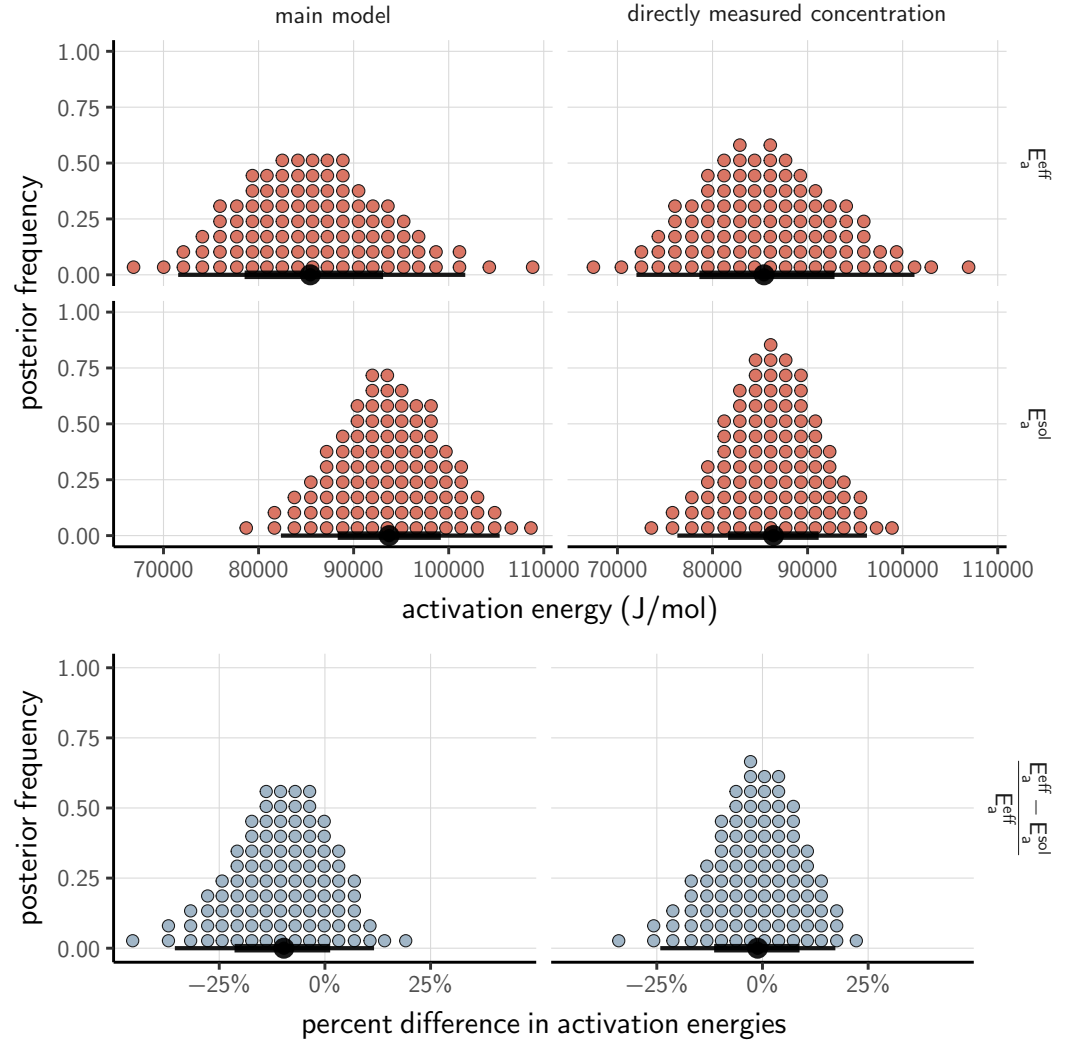 main model directly measured concentration
1.00
0.75
0.50
0.25
0.00
E_a^eff
1.00
0.75
0.50
0.25
0.00
E_a^sol
posterior frequency
70000 80000 90000 100000 110000 70000 80000 90000 100000 110000
activation energy (J/mol)
1.00
0.75
0.50
0.25
0.00
posterior frequency
E_a^eff − E_a^sol
E_a^eff
−25% 0% 25% −25% 0% 25%
percent difference in activation energies